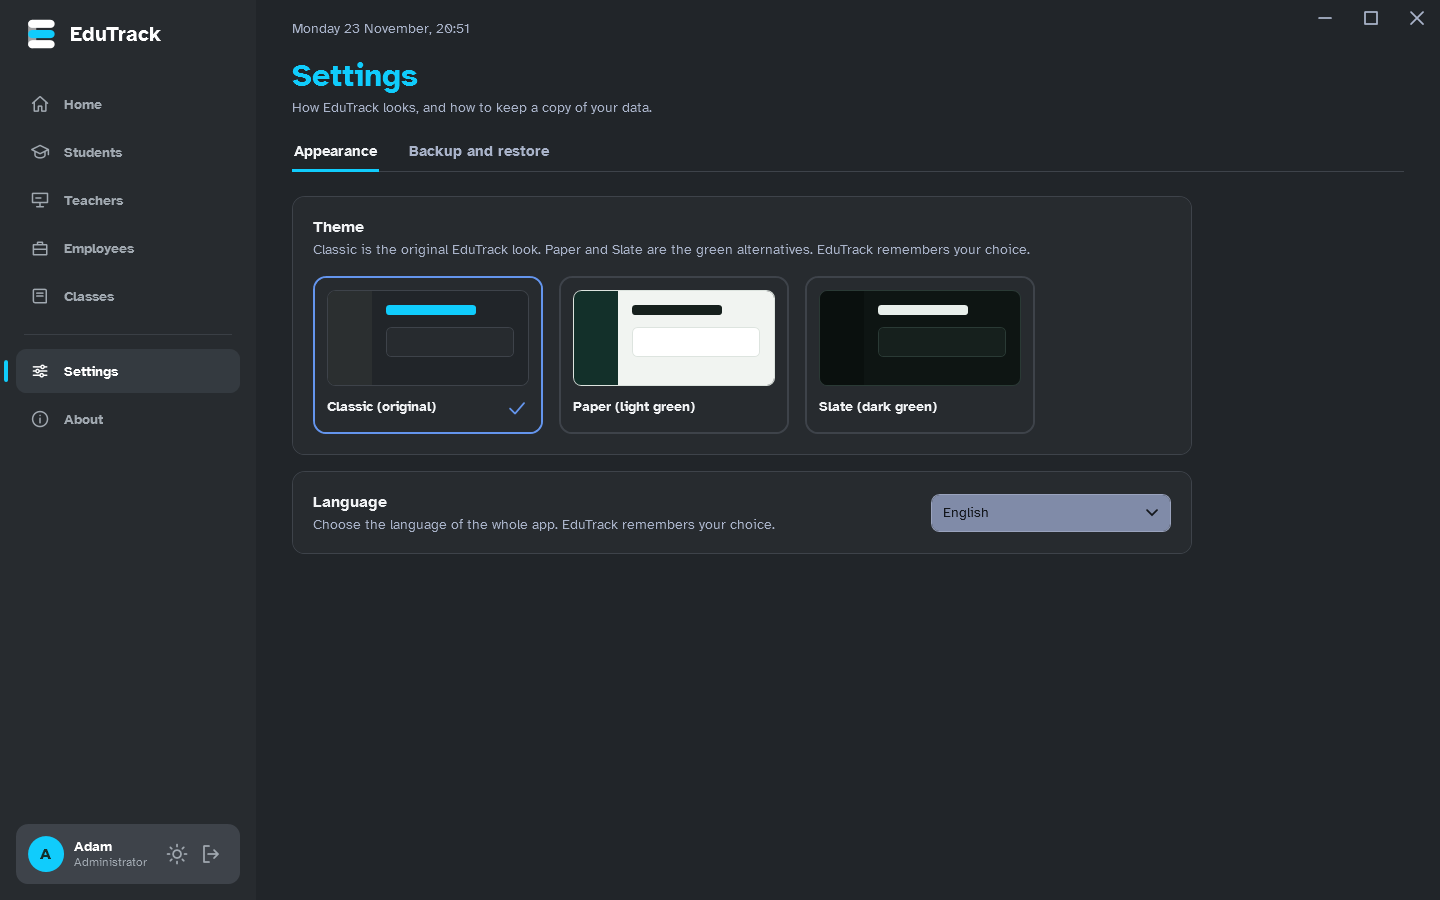 EduTrack
Home
Students
Teachers
Employees
Classes
Settings
About
A
Adam
Administrator
Monday 23 November, 20:51
Settings
How EduTrack looks, and how to keep a copy of your data.
Appearance
Backup and restore
Theme
Classic is the original EduTrack look. Paper and Slate are the green alternatives. EduTrack remembers your choice.
Classic (original)
Paper (light green)
Slate (dark green)
Language
Choose the language of the whole app. EduTrack remembers your choice.
English